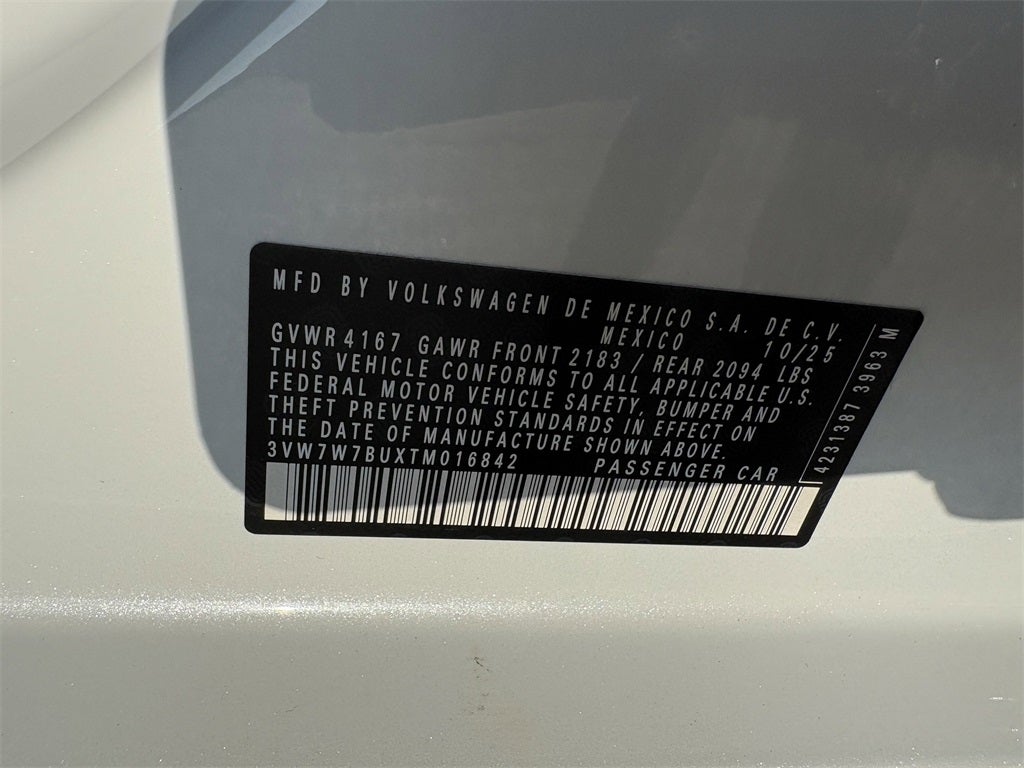 MFD BY VOLKSWAGEN DE MEXICO S.A. DE C.V.
MEXICO 10/25
GVWR 4167 GAWR FRONT 2183 / REAR 2094 LBS
THIS VEHICLE CONFORMS TO ALL APPLICABLE U.S.
FEDERAL MOTOR VEHICLE SAFETY, BUMPER AND
THEFT PREVENTION STANDARDS IN EFFECT ON
THE DATE OF MANUFACTURE SHOWN ABOVE.
3VW7W7BUXTM016842 PASSENGER CAR
4231387 3963 M